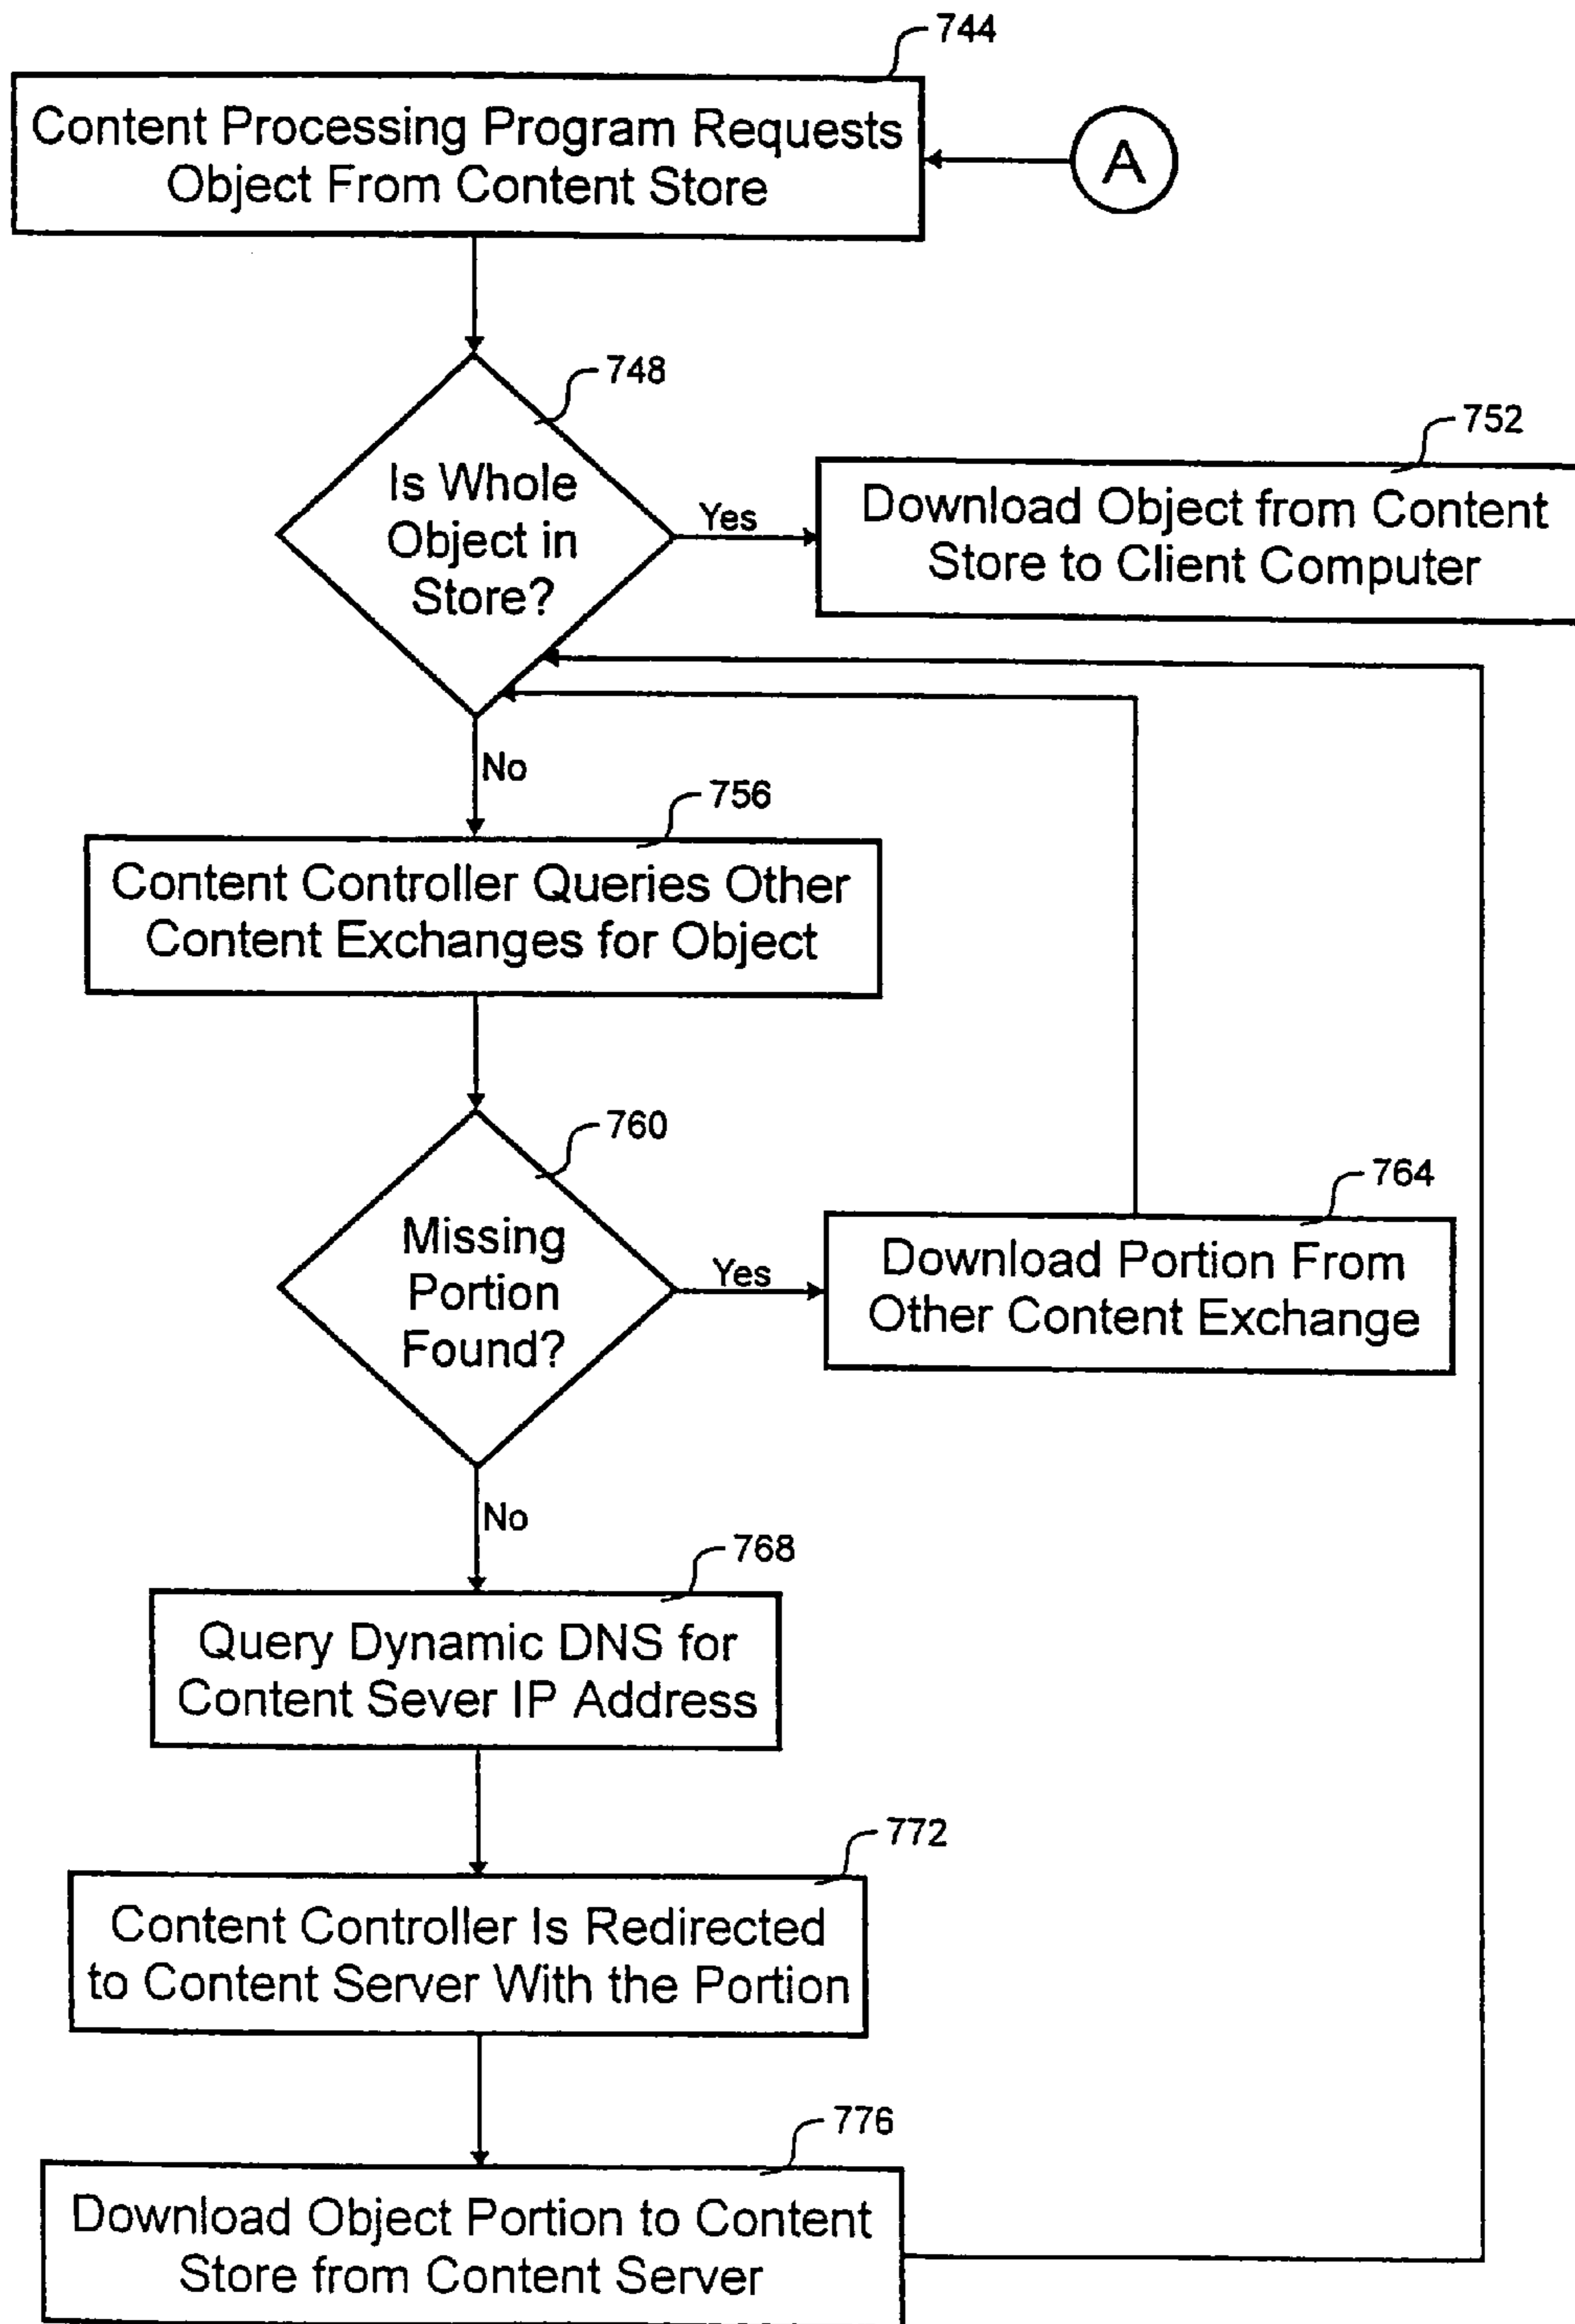 744
Content Processing Program Requests
Object From Content Store
A
748
Is Whole
Object in
Store?
Yes
752
Download Object from Content
Store to Client Computer
No
756
Content Controller Queries Other
Content Exchanges for Object
760
Missing
Portion
Found?
Yes
764
Download Portion From
Other Content Exchange
No
768
Query Dynamic DNS for
Content Sever IP Address
772
Content Controller Is Redirected
to Content Server With the Portion
776
Download Object Portion to Content
Store from Content Server